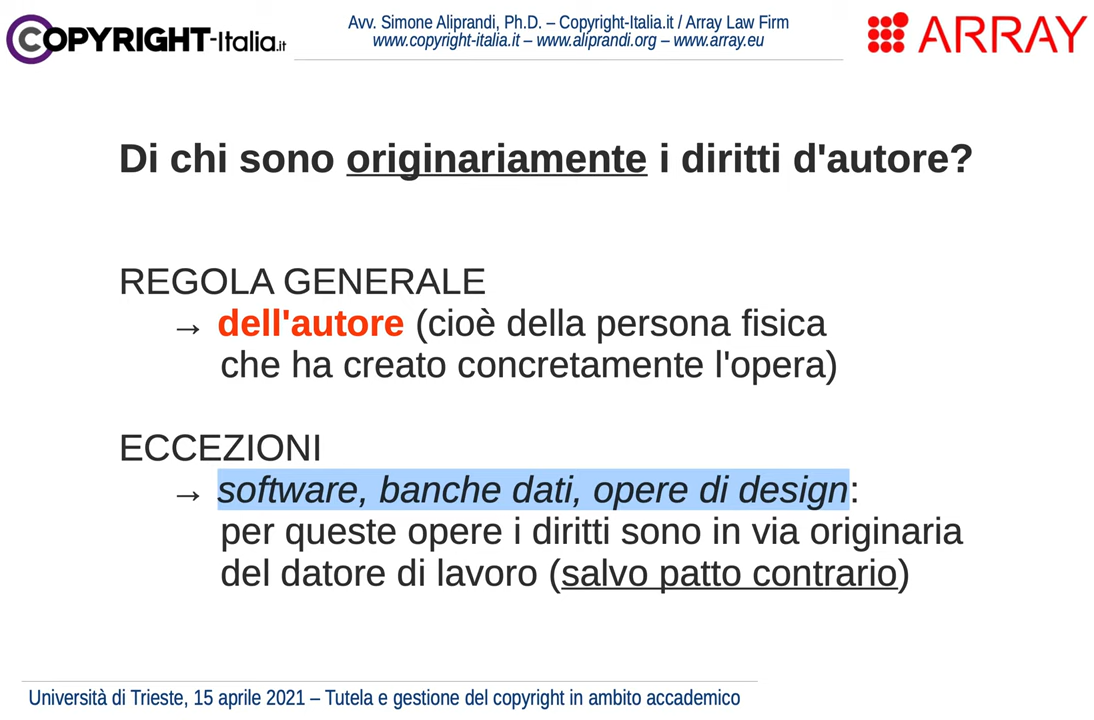 COPYRIGHT-Italia.it
Avv. Simone Aliprandi, Ph.D. – Copyright-Italia.it / Array Law Firm
www.copyright-italia.it – www.aliprandi.org – www.array.eu
ARRAY
Di chi sono originariamente i diritti d'autore?
REGOLA GENERALE
→ dell'autore (cioè della persona fisica
che ha creato concretamente l'opera)
ECCEZIONI
→ software, banche dati, opere di design:
per queste opere i diritti sono in via originaria
del datore di lavoro (salvo patto contrario)
Università di Trieste, 15 aprile 2021 – Tutela e gestione del copyright in ambito accademico